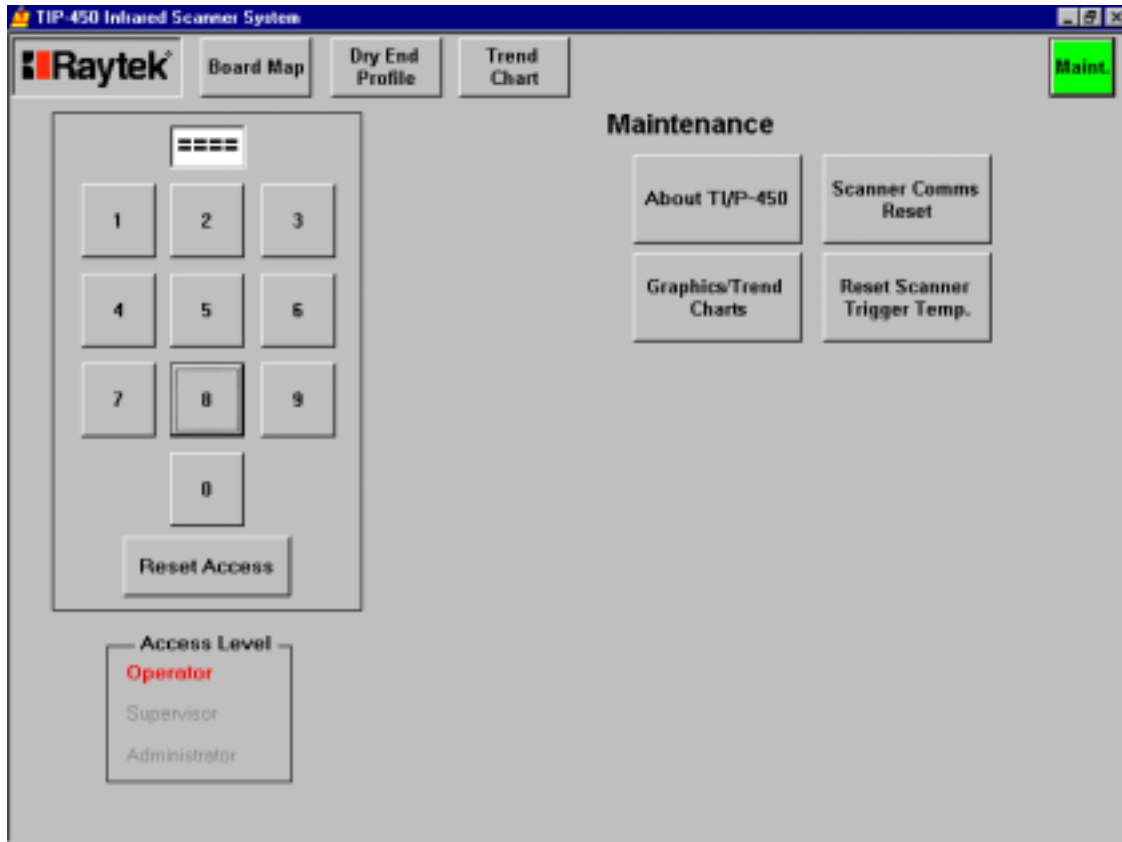 TIP-450 Infrared Scanner System
Raytek
Board Map
Dry End
Profile
Trend
Chart
Maint.
====
1 2 3
4 5 6
7 8 9
0
Reset Access
Access Level
Operator
Supervisor
Administrator
Maintenance
About TI/P-450
Scanner Comms
Reset
Graphics/Trend
Charts
Reset Scanner
Trigger Temp.